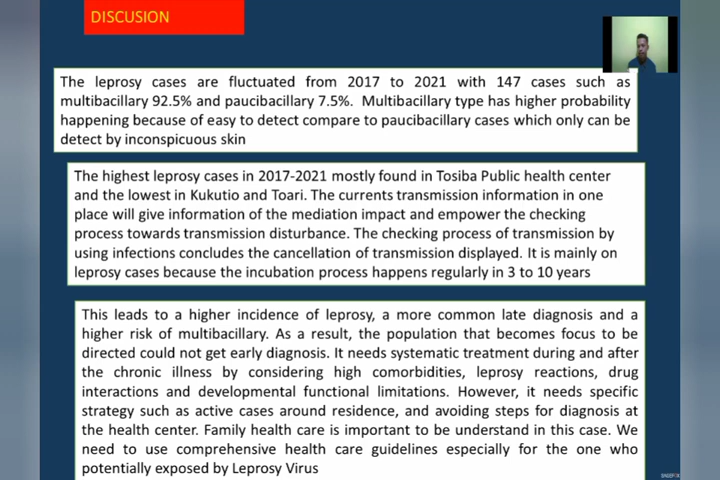 DISCUSION
The leprosy cases are fluctuated from 2017 to 2021 with 147 cases such as
multibacillary 92.5% and paucibacillary 7.5%. Multibacillary type has higher probability
happening because of easy to detect compare to paucibacillary cases which only can be
detect by inconspicuous skin
The highest leprosy cases in 2017-2021 mostly found in Tosiba Public health center
and the lowest in Kukutio and Toari. The currents transmission information in one
place will give information of the mediation impact and empower the checking
process towards transmission disturbance. The checking process of transmission by
using infections concludes the cancellation of transmission displayed. It is mainly on
leprosy cases because the incubation process happens regularly in 3 to 10 years
This leads to a higher incidence of leprosy, a more common late diagnosis and a
higher risk of multibacillary. As a result, the population that becomes focus to be
directed could not get early diagnosis. It needs systematic treatment during and after
the chronic illness by considering high comorbidities, leprosy reactions, drug
interactions and developmental functional limitations. However, it needs specific
strategy such as active cases around residence, and avoiding steps for diagnosis at
the health center. Family health care is important to be understand in this case. We
need to use comprehensive health care guidelines especially for the one who
potentially exposed by Leprosy Virus